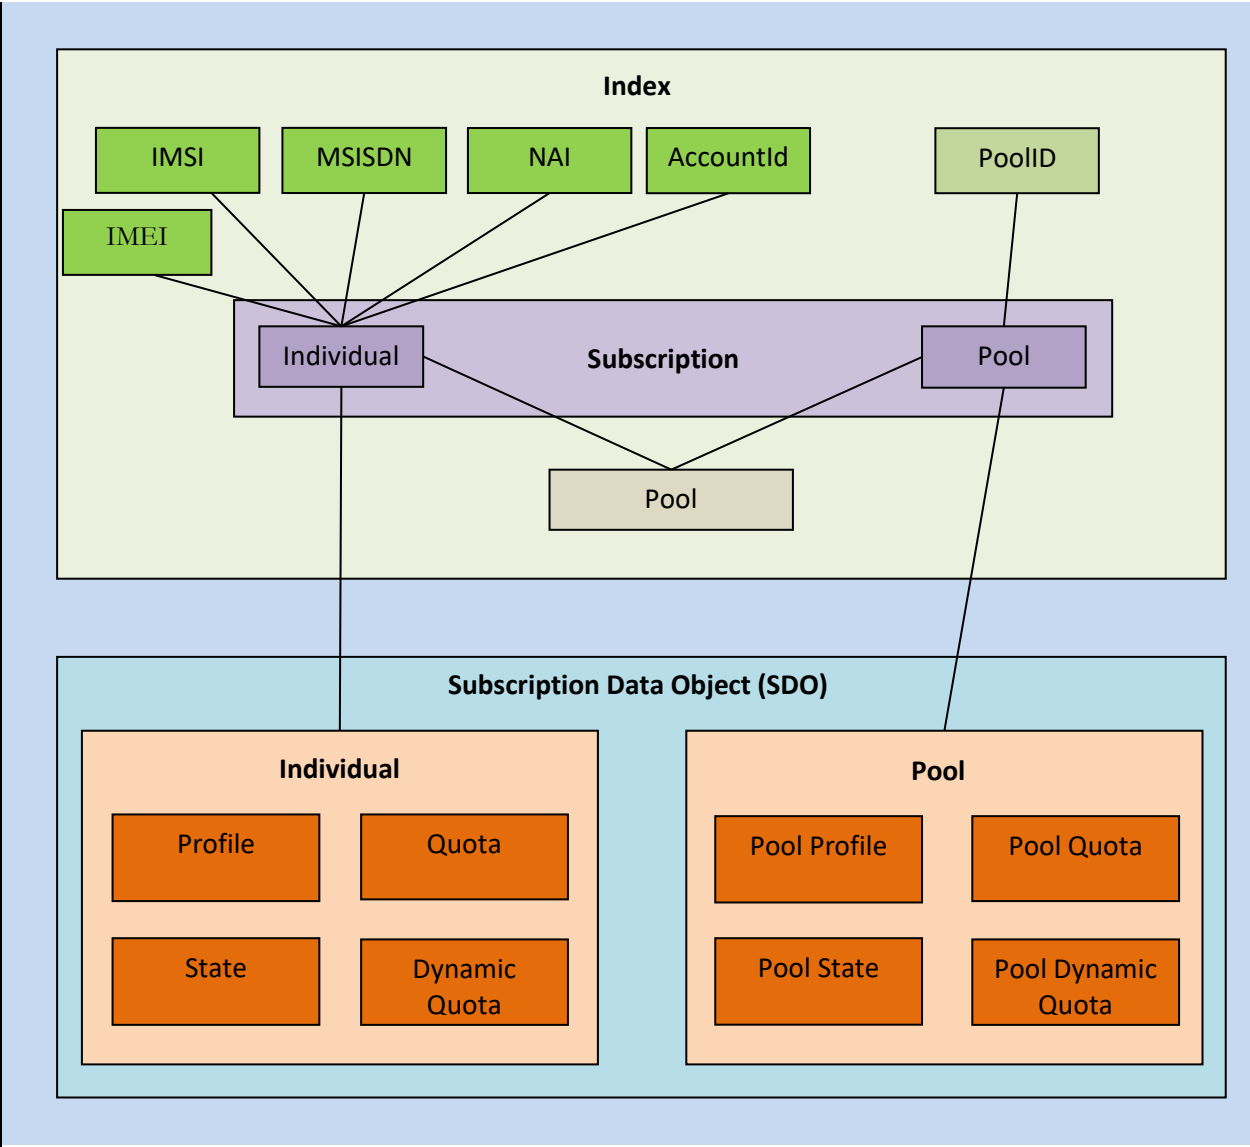 Index
IMSI
MSISDN
NAI
AccountId
PoolID
IMEI
Individual
Subscription
Pool
Pool
Subscription Data Object (SDO)
Individual
Profile
Quota
State
Dynamic
Quota
Pool
Pool Profile
Pool Quota
Pool State
Pool Dynamic
Quota